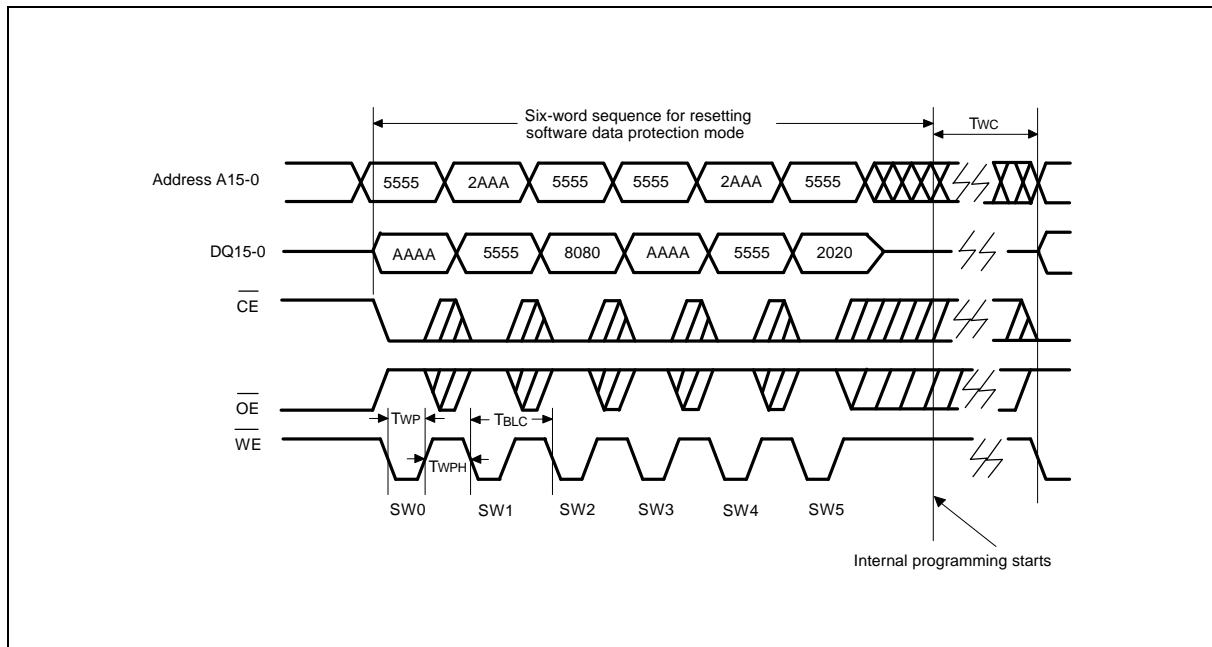 Six-word sequence for resetting
software data protection mode
TWC
Address A15-0
5555 2AAA 5555 5555 2AAA 5555
DQ15-0
AAAA 5555 8080 AAAA 5555 2020
CE
OE
TWP TBLC
WE
TWPH
SW0 SW1 SW2 SW3 SW4 SW5
Internal programming starts